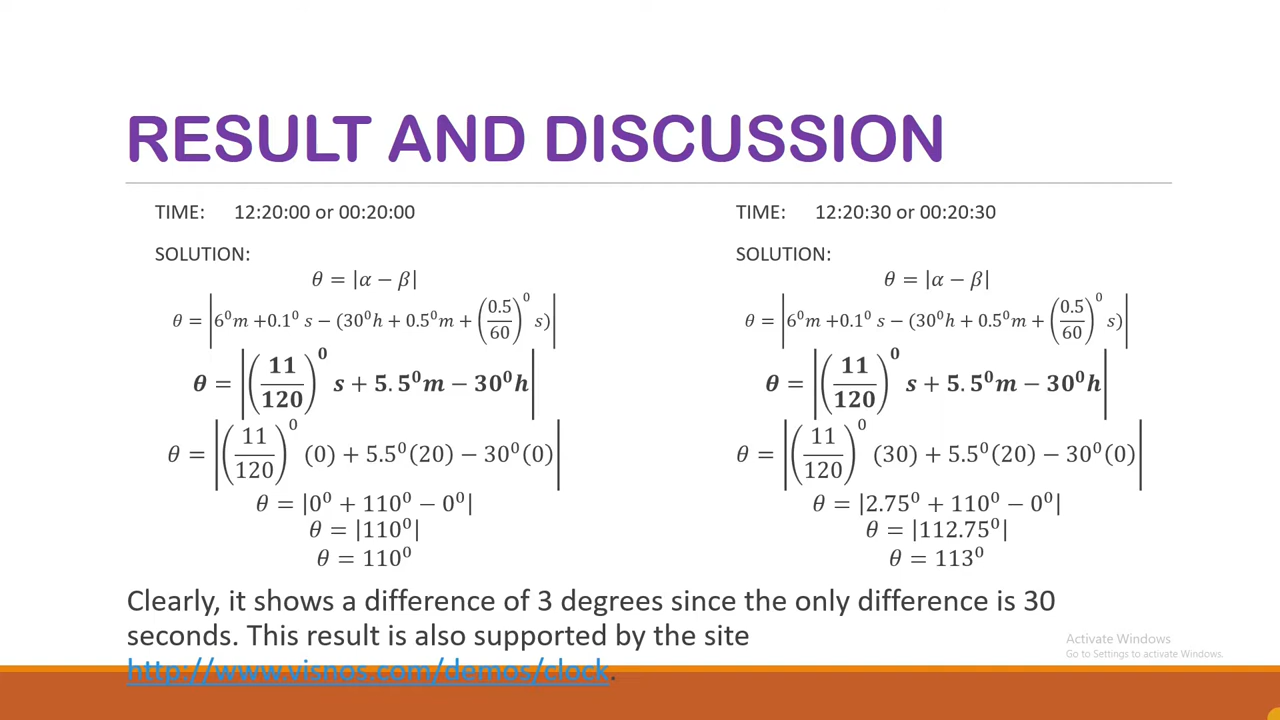 RESULT AND DISCUSSION
TIME: 12:20:00 or 00:20:00
SOLUTION:
θ = |α − β|
θ = |6⁰m +0.1⁰ s − (30⁰h + 0.5⁰m + (0.5/60)⁰ s)|
θ = |(11/120)⁰ s + 5.5⁰m − 30⁰h|
θ = |(11/120)⁰ (0) + 5.5⁰(20) − 30⁰(0)|
θ = |0⁰ + 110⁰ − 0⁰|
θ = |110⁰|
θ = 110⁰
TIME: 12:20:30 or 00:20:30
SOLUTION:
θ = |α − β|
θ = |6⁰m +0.1⁰ s − (30⁰h + 0.5⁰m + (0.5/60)⁰ s)|
θ = |(11/120)⁰ s + 5.5⁰m − 30⁰h|
θ = |(11/120)⁰ (30) + 5.5⁰(20) − 30⁰(0)|
θ = |2.75⁰ + 110⁰ − 0⁰|
θ = |112.75⁰|
θ = 113⁰
Clearly, it shows a difference of 3 degrees since the only difference is 30
seconds. This result is also supported by the site
http://www.visnos.com/demos/clock.
Activate Windows
Go to Settings to activate Windows.